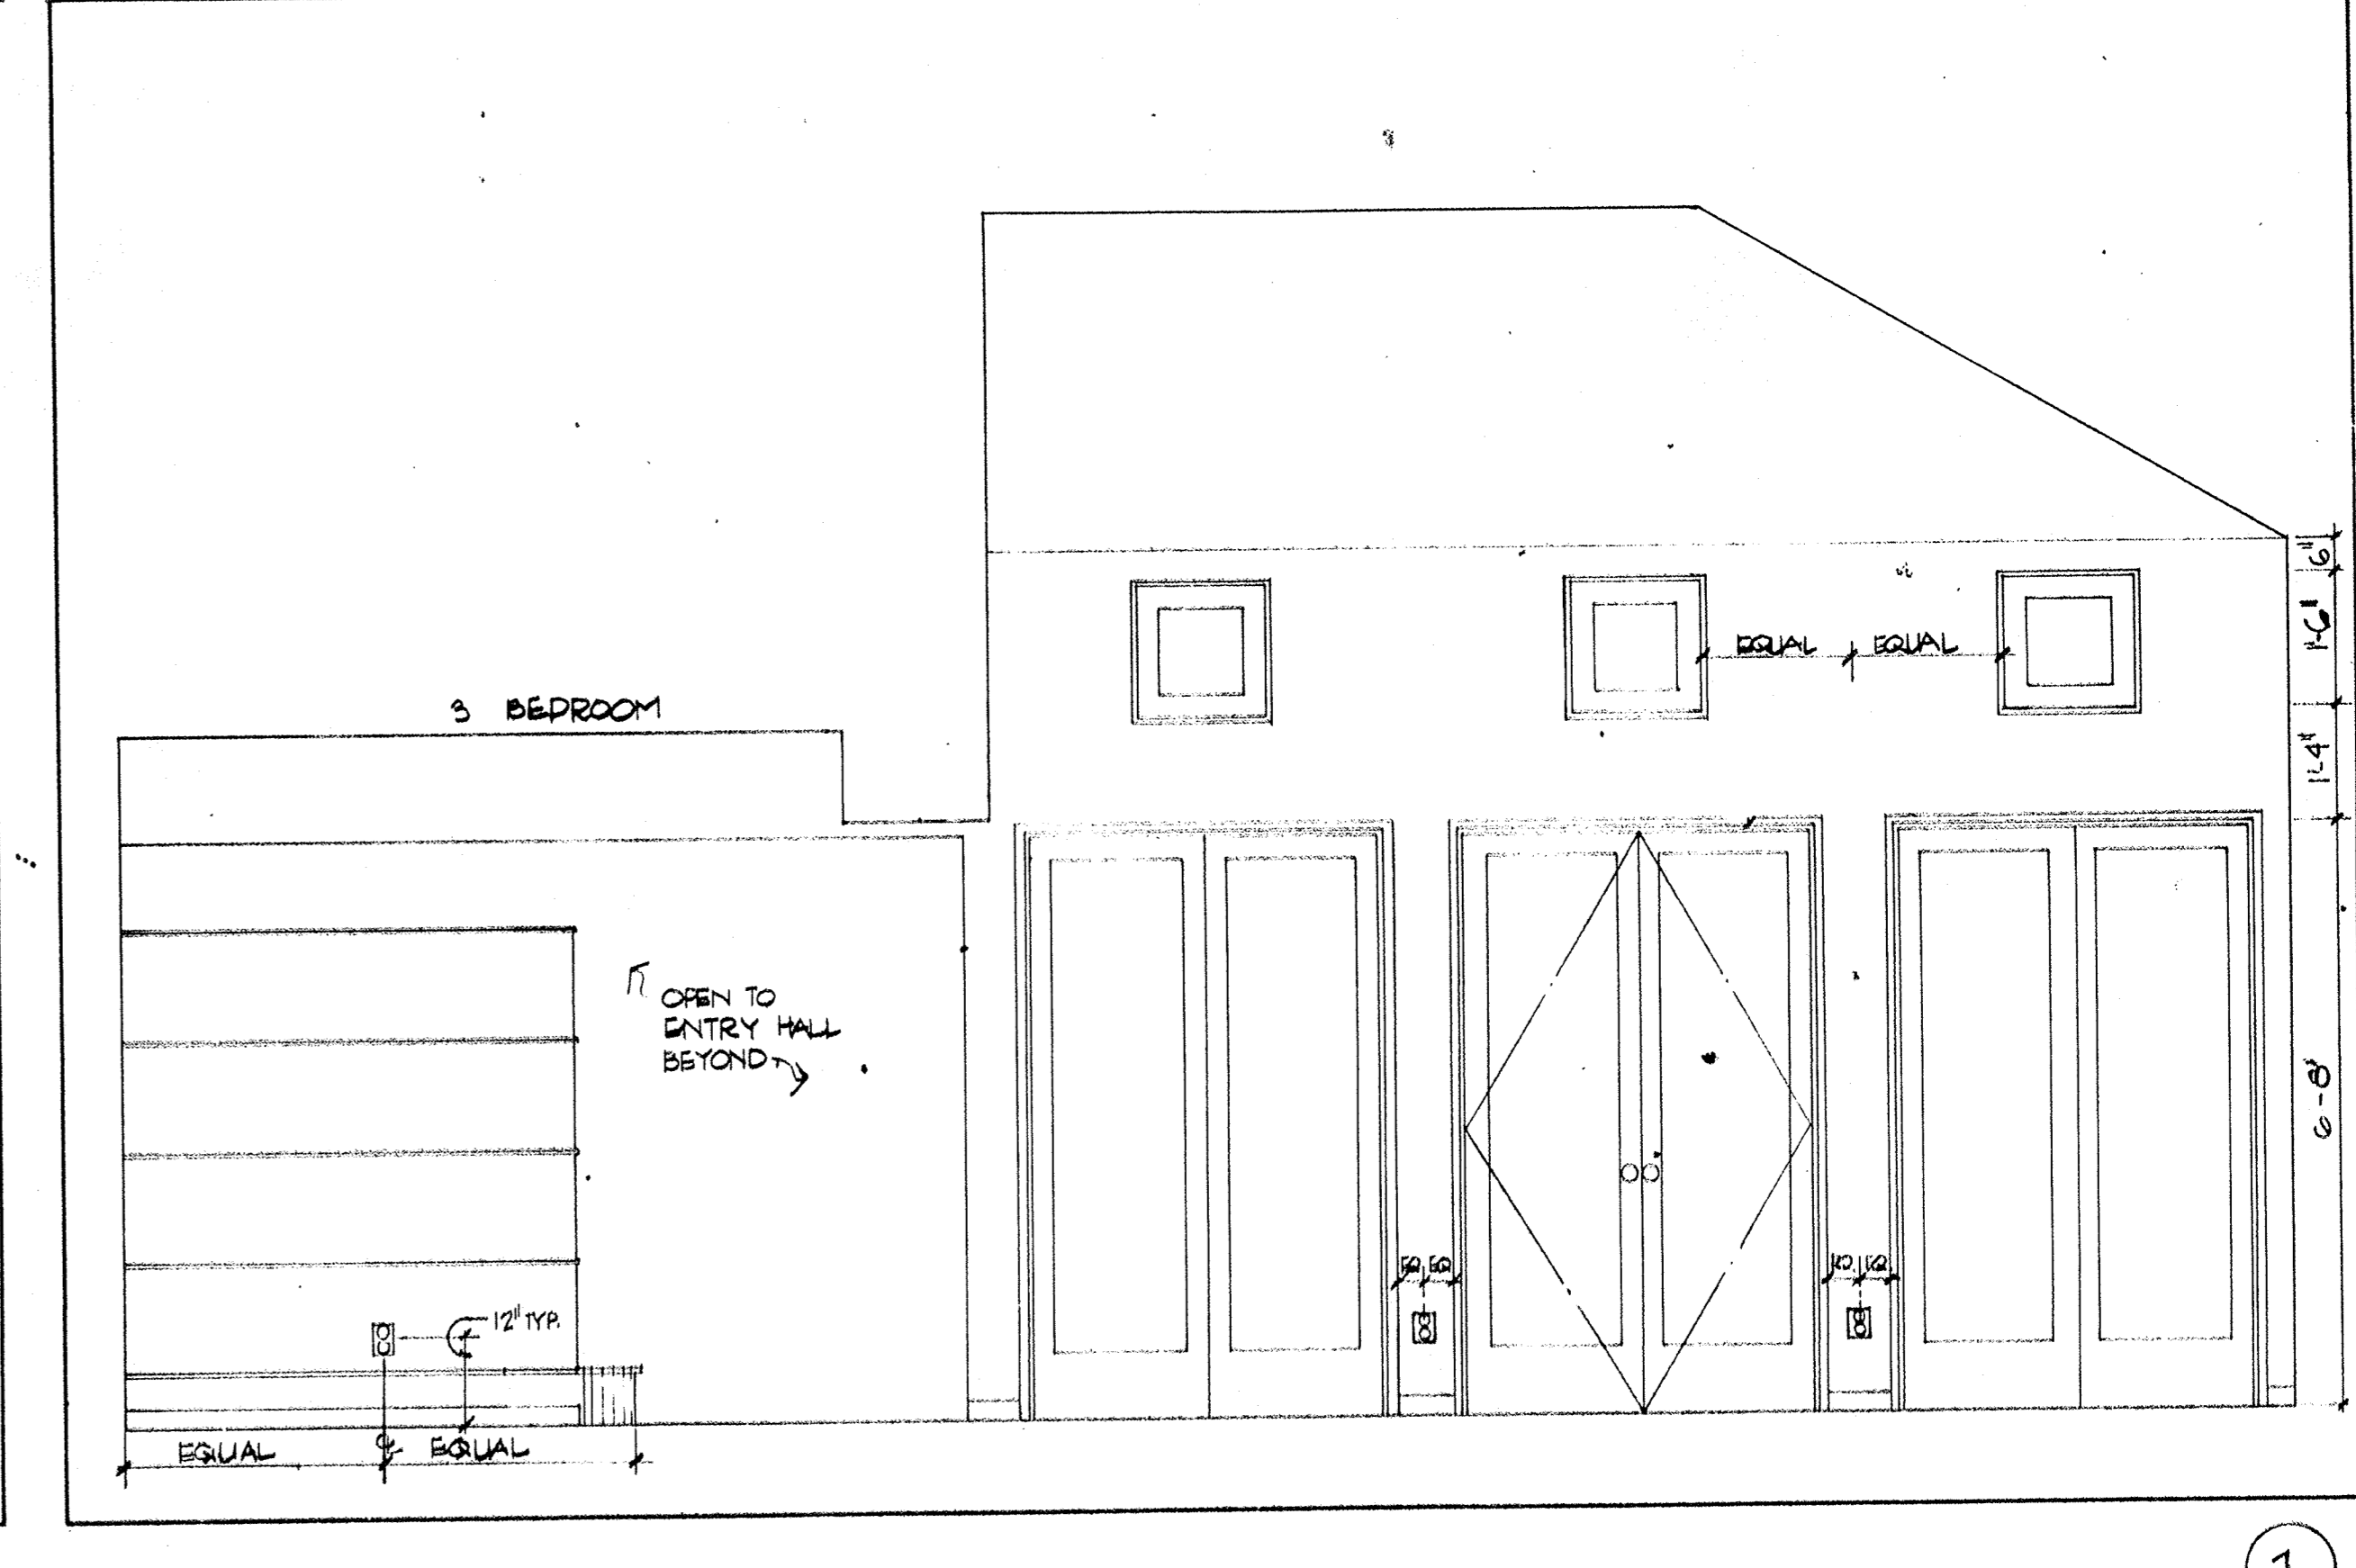 6"
EQUAL EQUAL
1'-6"
3 BEDROOM
1'-4"
OPEN TO
ENTRY HALL
BEYOND
6'-8"
EQ EQ
EQ EQ
12" TYP.
EQUAL ℄ EQUAL